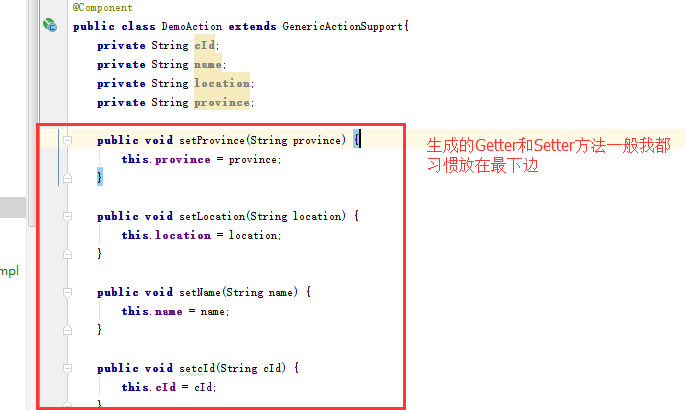 @Component
public class DemoAction extends GenericActionSupport{
private String cId;
private String name;
private String location;
private String province;
public void setProvince(String province) {
this.province = province;
}
生成的Getter和Setter方法一般我都
习惯放在最下边
public void setLocation(String location) {
this.location = location;
}
public void setName(String name) {
this.name = name;
}
mpl
public void setcId(String cId) {
this.cId = cId;
}